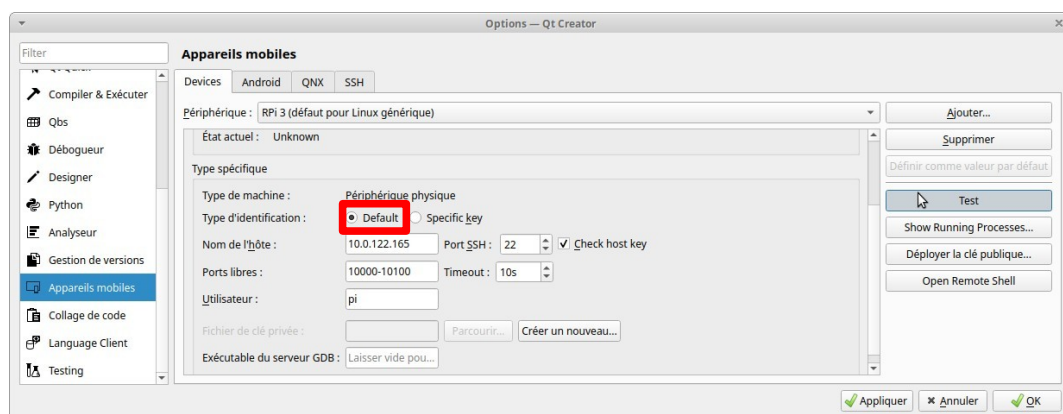 Options — Qt Creator
Filter
Appareils mobiles
Compiler & Exécuter
Qbs
Débogueur
Designer
Python
Analyseur
Gestion de versions
Appareils mobiles
Collage de code
Language Client
Testing
Devices Android QNX SSH
Périphérique : RPi 3 (défaut pour Linux générique)
État actuel : Unknown
Type spécifique
Type de machine : Périphérique physique
Type d'identification : Default Specific key
Nom de l'hôte : 10.0.122.165 Port SSH : 22 Check host key
Ports libres : 10000-10100 Timeout : 10s
Utilisateur : pi
Fichier de clé privée : Parcourir... Créer un nouveau...
Exécutable du serveur GDB : Laisser vide pou...
Ajouter...
Supprimer
Définir comme valeur par défaut
Test
Show Running Processes...
Déployer la clé publique...
Open Remote Shell
Appliquer Annuler OK